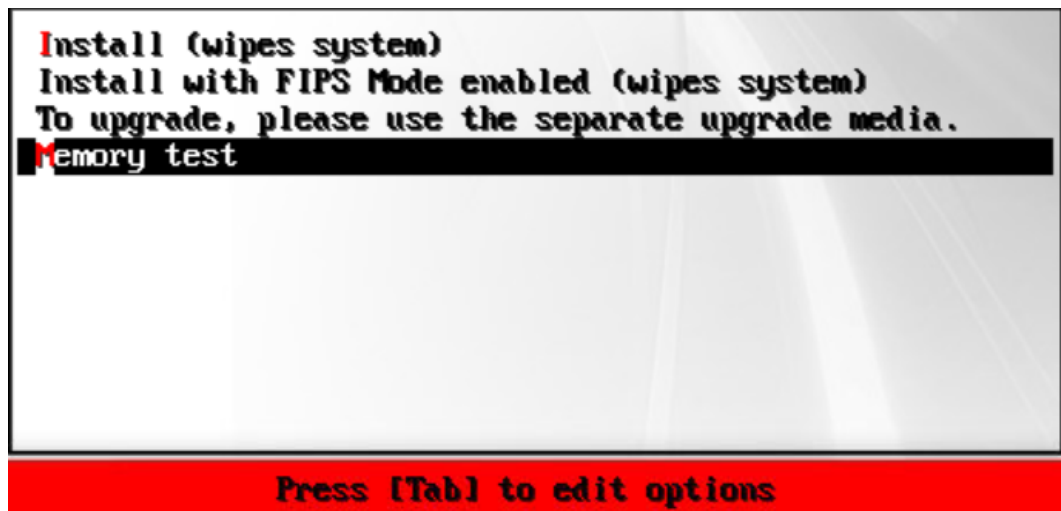 Install (wipes system)
Install with FIPS Mode enabled (wipes system)
To upgrade, please use the separate upgrade media.
Memory test
Press [Tab] to edit options